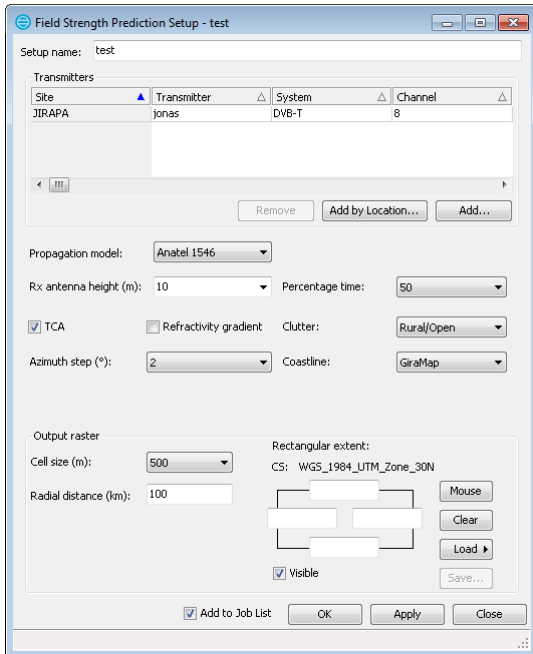 Field Strength Prediction Setup - test
Setup name: test
Transmitters
Site Transmitter System Channel
JIRAPA jonas DVB-T 8
Remove Add by Location... Add...
Propagation model: Anatel 1546
Rx antenna height (m): 10 Percentage time: 50
TCA Refractivity gradient Clutter: Rural/Open
Azimuth step (°): 2 Coastline: GiraMap
Output raster
Rectangular extent:
Cell size (m): 500 CS: WGS_1984_UTM_Zone_30N
Radial distance (km): 100 Mouse
Clear
Load
Visible Save...
Add to Job List OK Apply Close